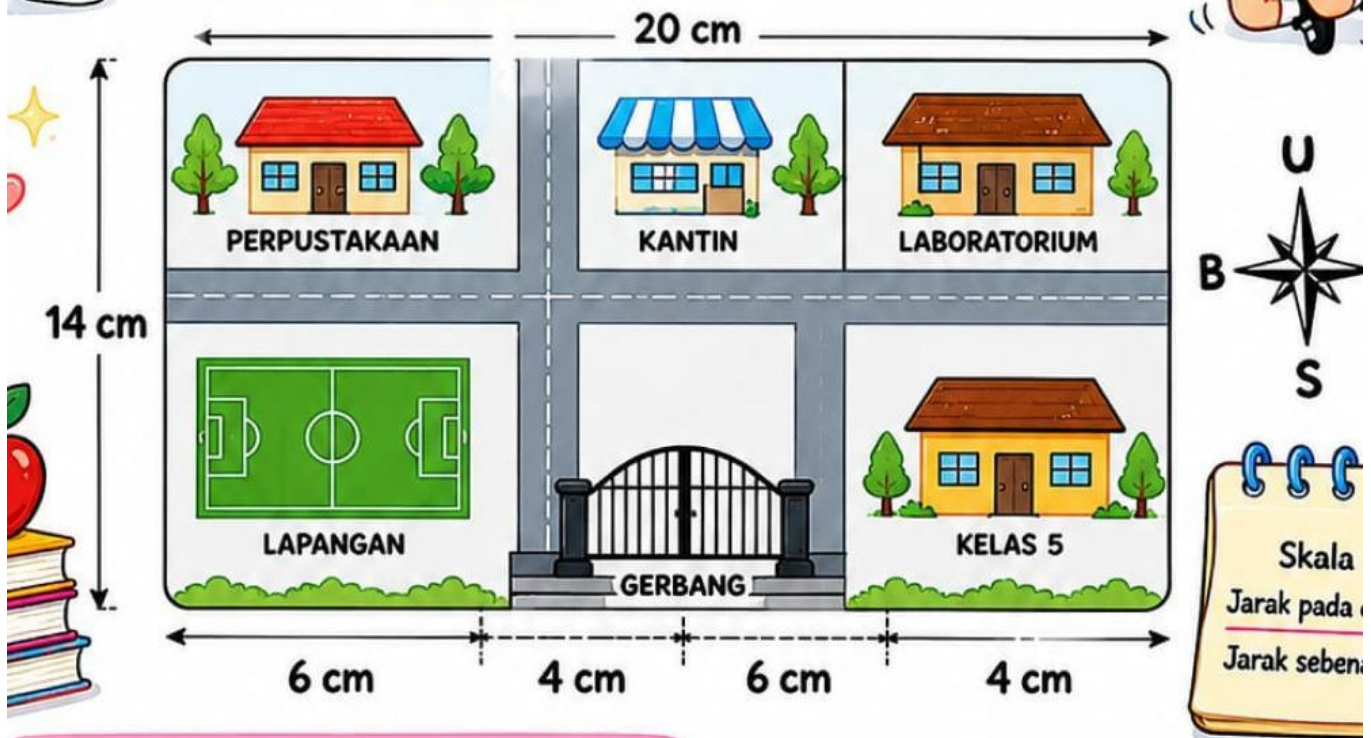 20 cm
U
PERPUSTAKAAN
KANTIN
LABORATORIUM
B
14 cm
S
LAPANGAN
GERBANG
KELAS 5
Skala
Jarak pada
Jarak
6 cm
4 cm
6 cm
4 cm